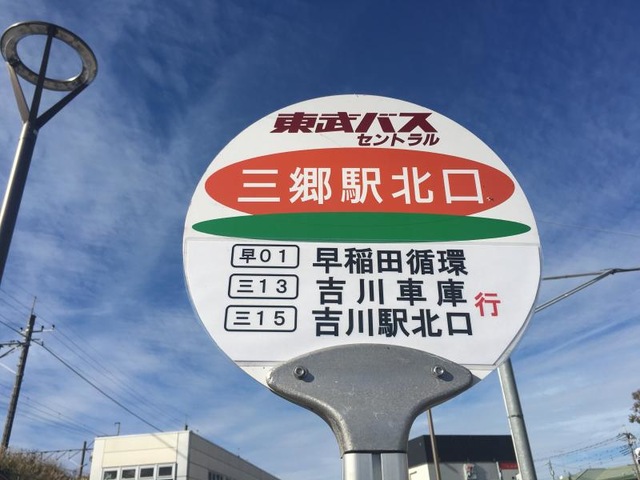 東武バス
セントラル
三郷駅北口
早01 早稲田循環
三13 吉川車庫 行
三15 吉川駅北口